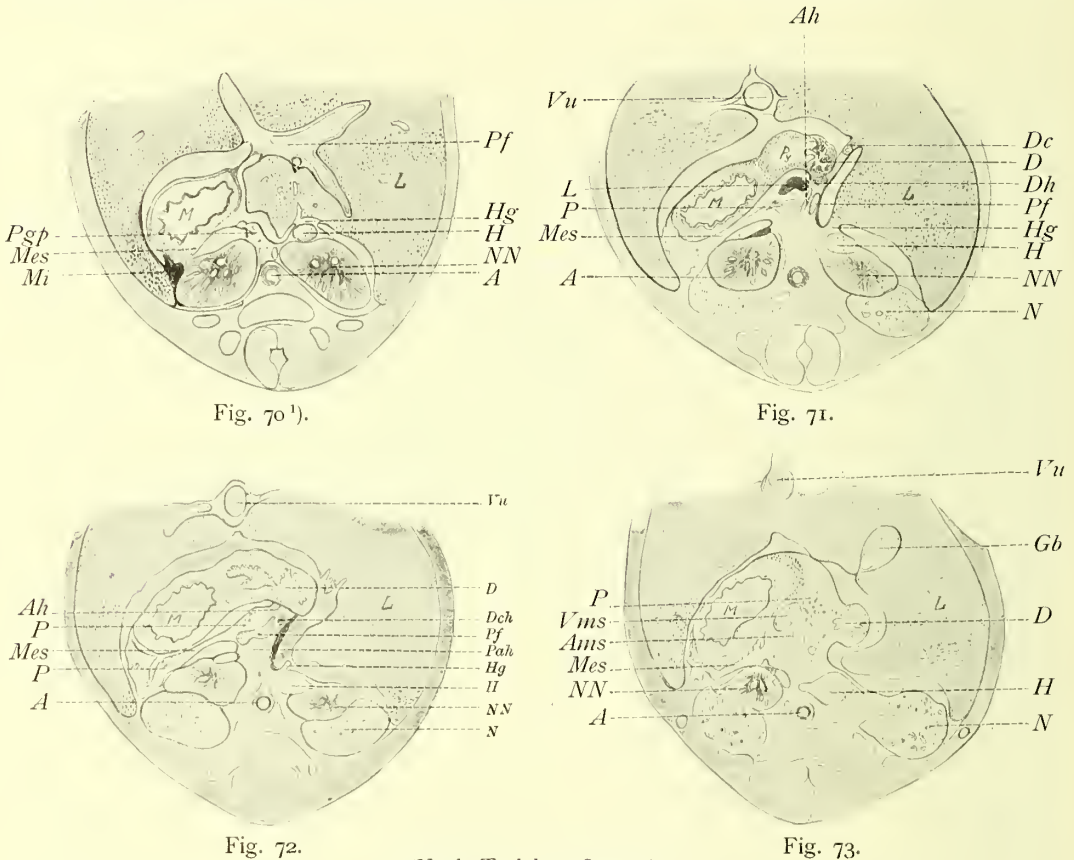 Ah
Vu
Pf
L
M
Hg
H
NN
A
Pgp
Mes
Mi
Fig. 70¹).
Dc
D
Dh
Pf
Hg
H
NN
N
L
P
Mes
A
M
Py
L
Fig. 71.
Vu
D
Dch
Pf
Pah
Hg
H
NN
N
Ah
P
Mes
P
A
M
L
Fig. 72.
Vu
Gb
D
H
N
P
Vms
Ams
Mes
NN
A
M
L
Fig. 73.